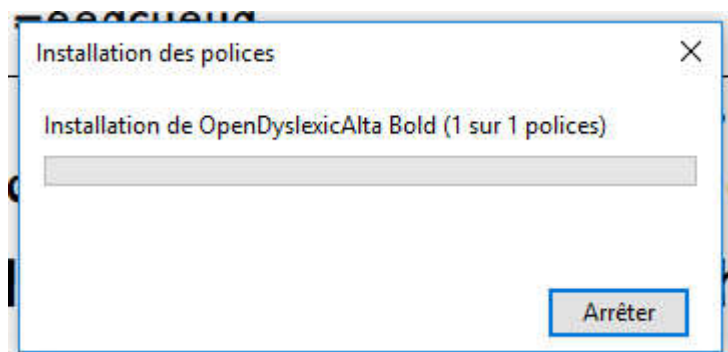 Installation des polices
Installation de OpenDyslexicAlta Bold (1 sur 1 polices)
Arrêter